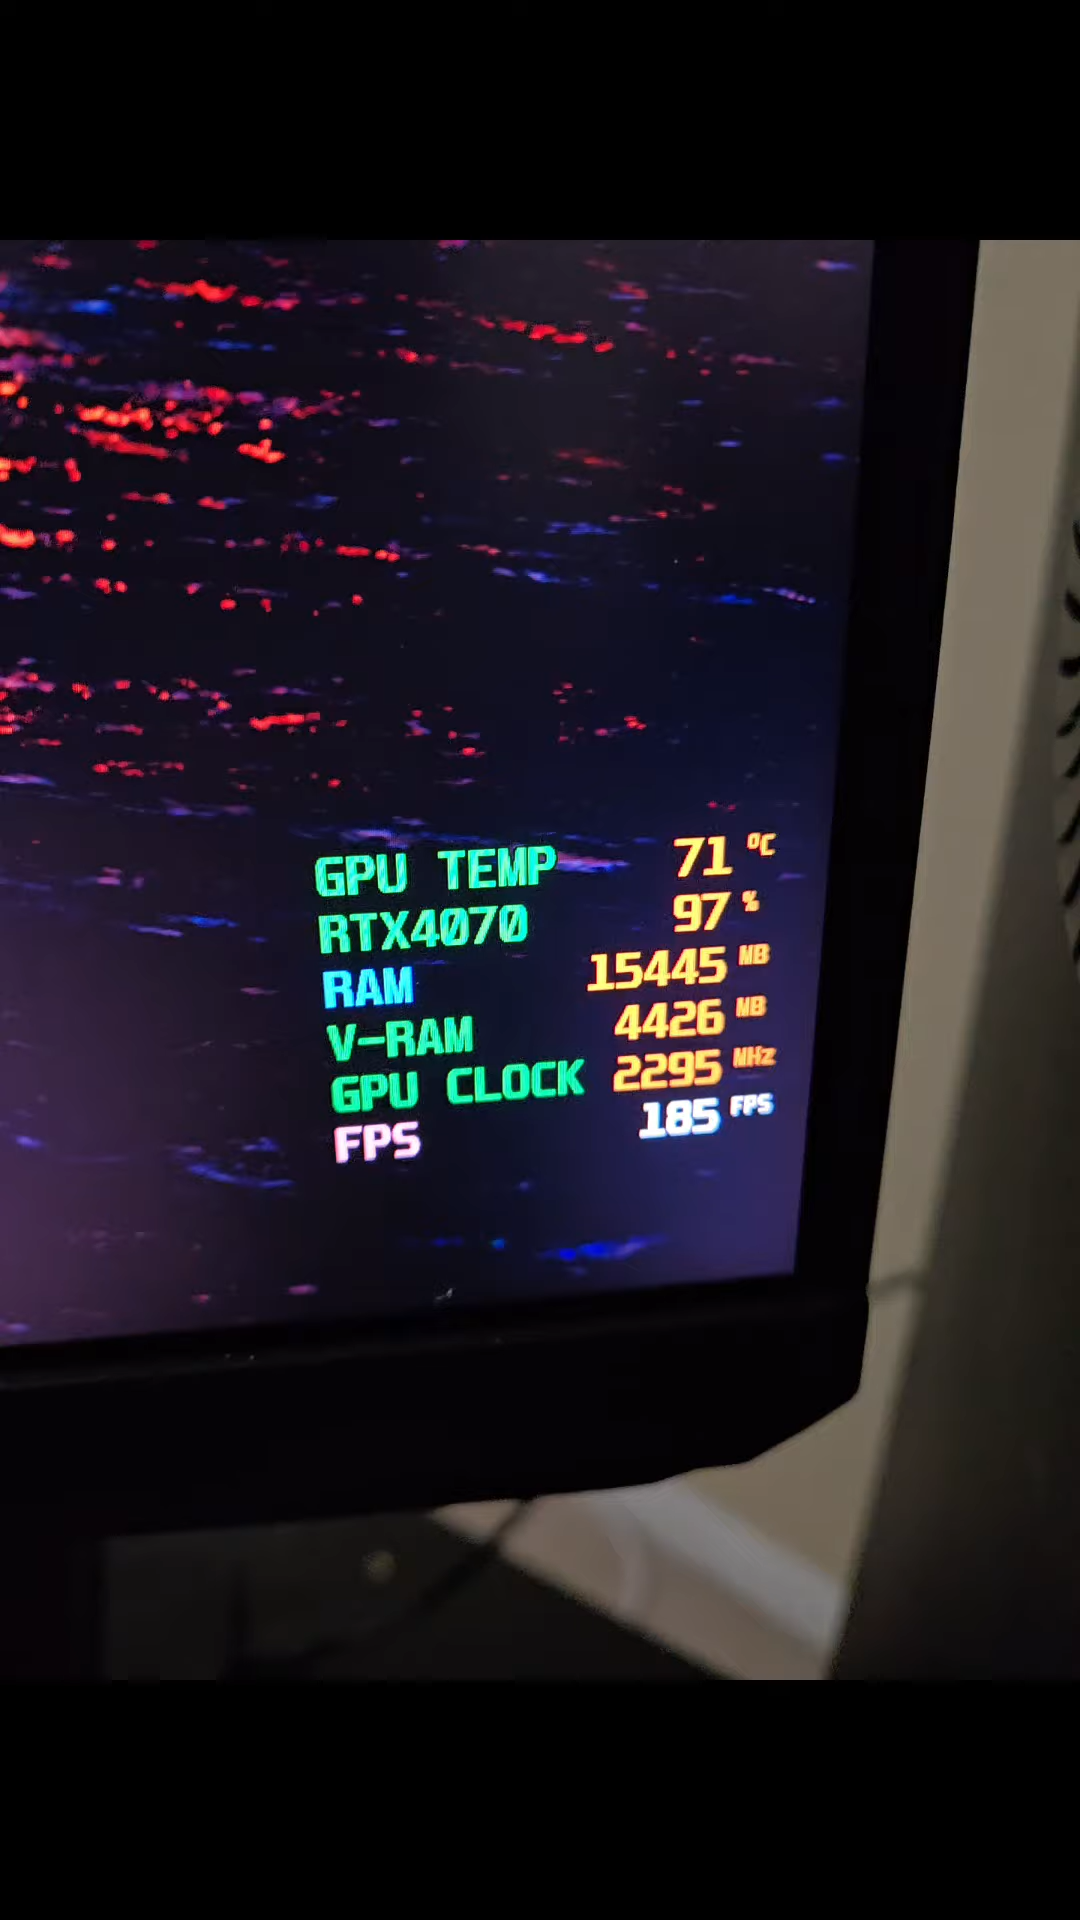 GPU TEMP 71 °C
RTX4070 97 %
RAM 15445 MB
V-RAM 4426 MB
GPU CLOCK 2295 MHz
FPS 185 FPS